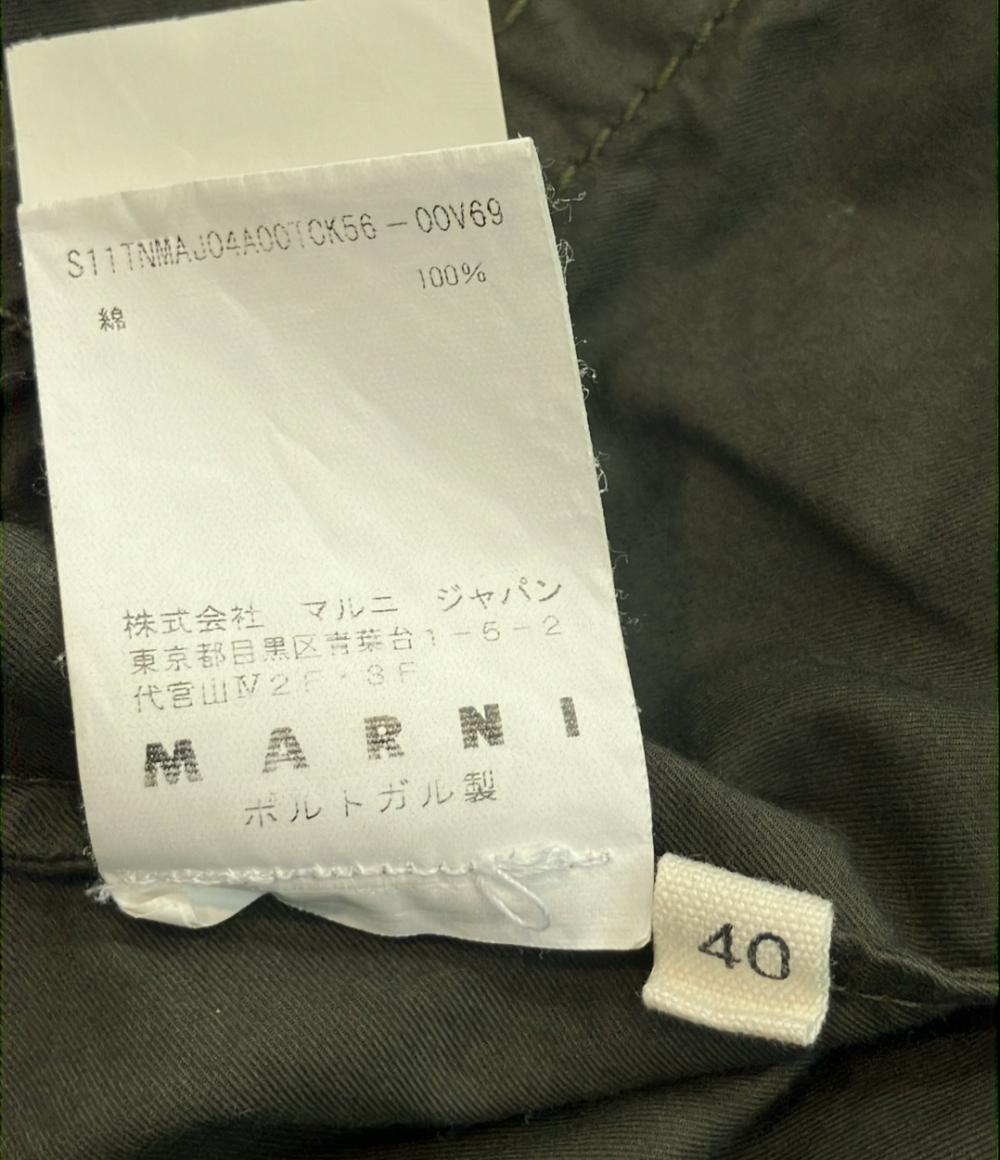 S11TNMAJ04A00TCK56-00V69
100%
綿
株式会社 マルニ ジャパン
東京都目黒区青葉台1-5-2
代官山Ⅳ2F・3F
MARNI
ポルトガル製
40